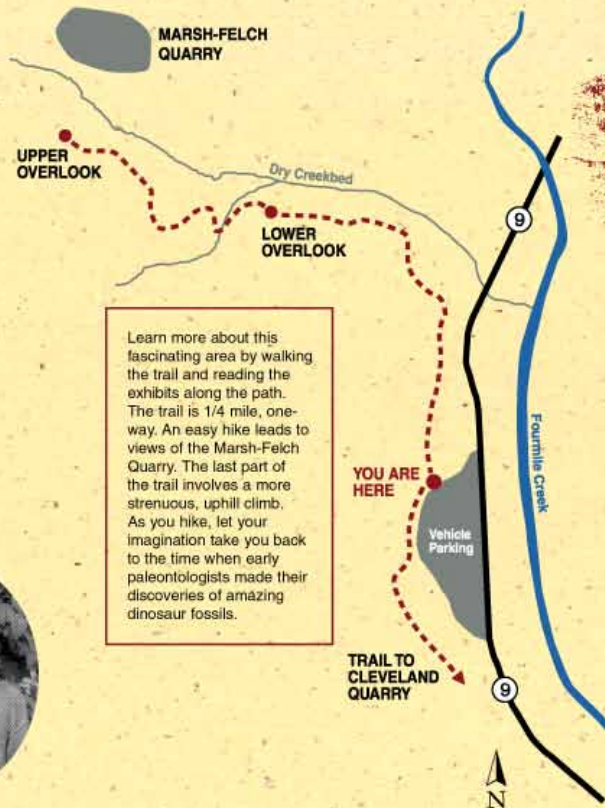 MARSH-FELCH
QUARRY
UPPER
OVERLOOK
Dry Creekbed
LOWER
OVERLOOK
9
Learn more about this
fascinating area by walking
the trail and reading the
exhibits along the path.
The trail is 1/4 mile, one-
way. An easy hike leads to
views of the Marsh-Felch
Quarry. The last part of
the trail involves a more
strenuous, uphill climb.
As you hike, let your
imagination take you back
to the time when early
paleontologists made their
discoveries of amazing
dinosaur fossils.
Fourmile Creek
YOU ARE
HERE
Vehicle
Parking
TRAIL TO
CLEVELAND
QUARRY
9
N